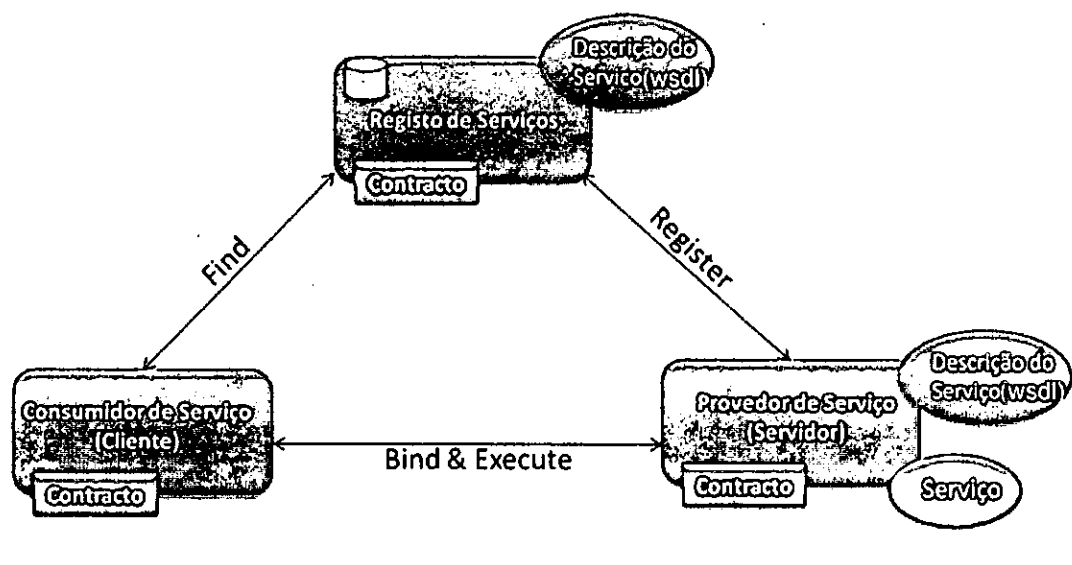 Descrição do
Serviço(wsdl)
Registo de Serviços
Contracto
Find
Register
Descrição do
Serviço(wsdl)
Consumidor de Serviço
(Cliente)
Provedor de Serviço
(Servidor)
Bind & Execute
Contracto
Contracto
Serviço